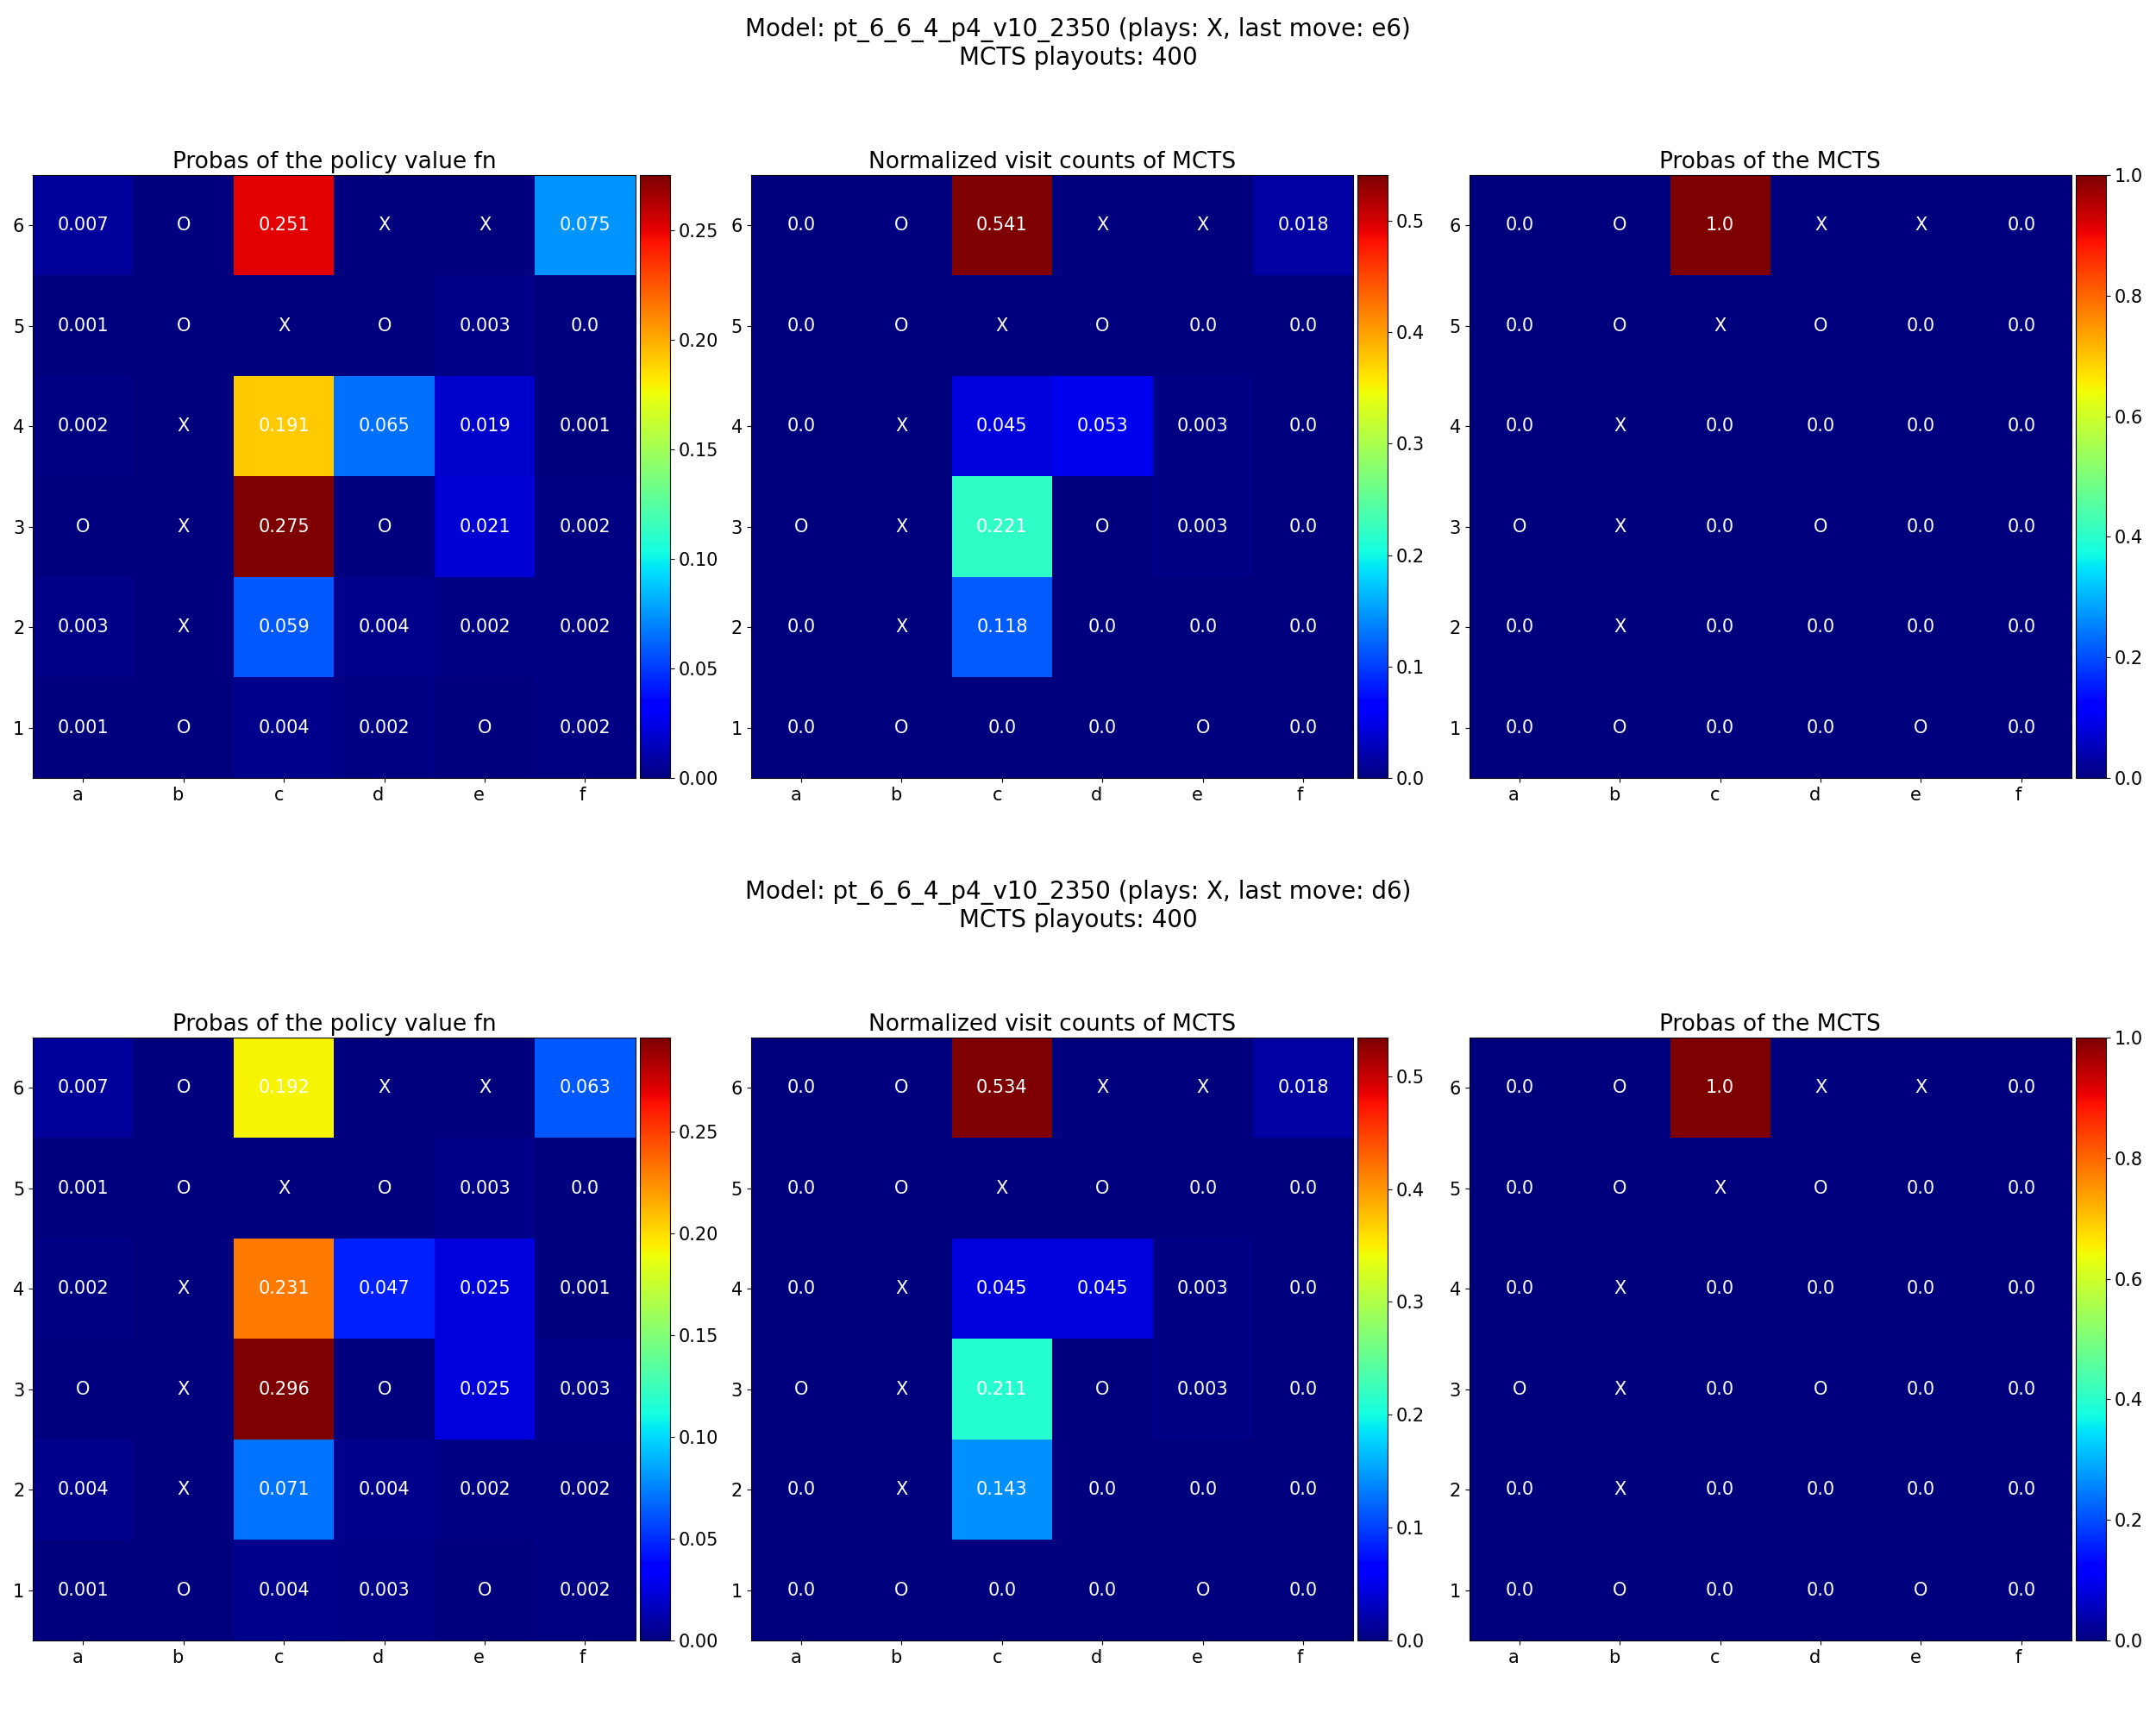 Model: pt_6_6_4_p4_v10_2350 (plays: X, last move: e6)
MCTS playouts: 400
Probas of the policy value fn
6 0.007 O 0.251 X X 0.075
5 0.001 O X O 0.003 0.0
4 0.002 X 0.191 0.065 0.019 0.001
3 O X 0.275 O 0.021 0.002
2 0.003 X 0.059 0.004 0.002 0.002
1 0.001 O 0.004 0.002 O 0.002
a b c d e f
0.25
0.20
0.15
0.10
0.05
0.00
Normalized visit counts of MCTS
6 0.0 O 0.541 X X 0.018
5 0.0 O X O 0.0 0.0
4 0.0 X 0.045 0.053 0.003 0.0
3 O X 0.221 O 0.003 0.0
2 0.0 X 0.118 0.0 0.0 0.0
1 0.0 O 0.0 0.0 O 0.0
a b c d e f
0.5
0.4
0.3
0.2
0.1
0.0
Probas of the MCTS
6 0.0 O 1.0 X X 0.0
5 0.0 O X O 0.0 0.0
4 0.0 X 0.0 0.0 0.0 0.0
3 O X 0.0 O 0.0 0.0
2 0.0 X 0.0 0.0 0.0 0.0
1 0.0 O 0.0 0.0 O 0.0
a b c d e f
1.0
0.8
0.6
0.4
0.2
0.0
Model: pt_6_6_4_p4_v10_2350 (plays: X, last move: d6)
MCTS playouts: 400
Probas of the policy value fn
6 0.007 O 0.192 X X 0.063
5 0.001 O X O 0.003 0.0
4 0.002 X 0.231 0.047 0.025 0.001
3 O X 0.296 O 0.025 0.003
2 0.004 X 0.071 0.004 0.002 0.002
1 0.001 O 0.004 0.003 O 0.002
a b c d e f
0.25
0.20
0.15
0.10
0.05
0.00
Normalized visit counts of MCTS
6 0.0 O 0.534 X X 0.018
5 0.0 O X O 0.0 0.0
4 0.0 X 0.045 0.045 0.003 0.0
3 O X 0.211 O 0.003 0.0
2 0.0 X 0.143 0.0 0.0 0.0
1 0.0 O 0.0 0.0 O 0.0
a b c d e f
0.5
0.4
0.3
0.2
0.1
0.0
Probas of the MCTS
6 0.0 O 1.0 X X 0.0
5 0.0 O X O 0.0 0.0
4 0.0 X 0.0 0.0 0.0 0.0
3 O X 0.0 O 0.0 0.0
2 0.0 X 0.0 0.0 0.0 0.0
1 0.0 O 0.0 0.0 O 0.0
a b c d e f
1.0
0.8
0.6
0.4
0.2
0.0